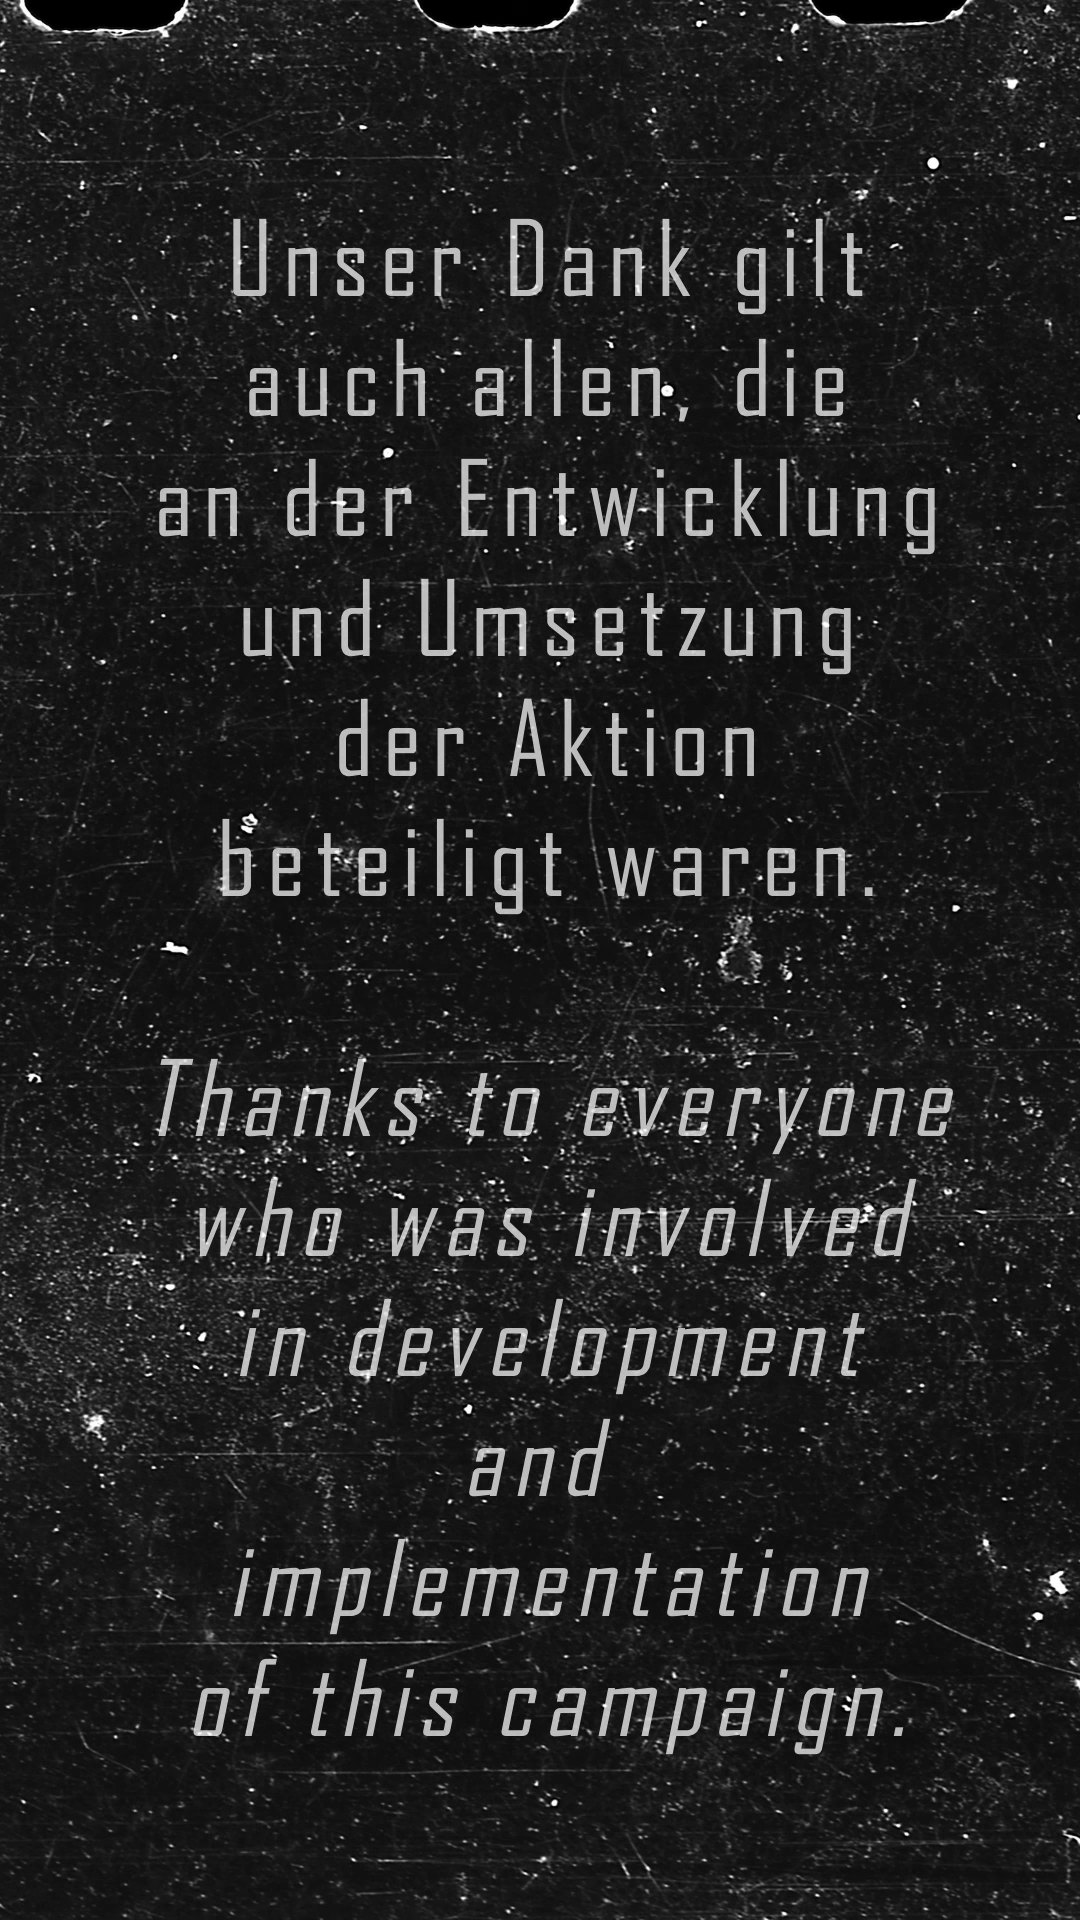 Unser Dank gilt
auch allen, die
an der Entwicklung
und Umsetzung
der Aktion
beteiligt waren.
Thanks to everyone
who was involved
in development
and
implementation
of this campaign.